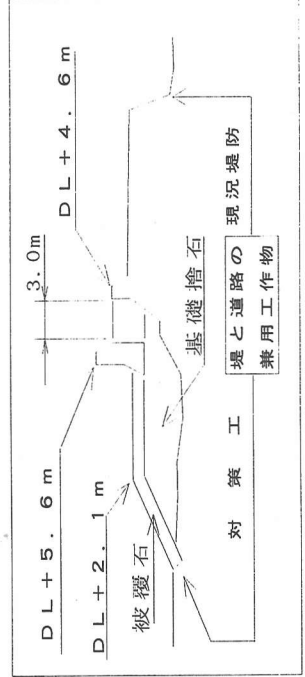 DL+5.6m
3.0m
DL+4.6m
DL+2.1m
被覆石
基礎捨石
対策工
堤と道路の
兼用工作物
現況堤防